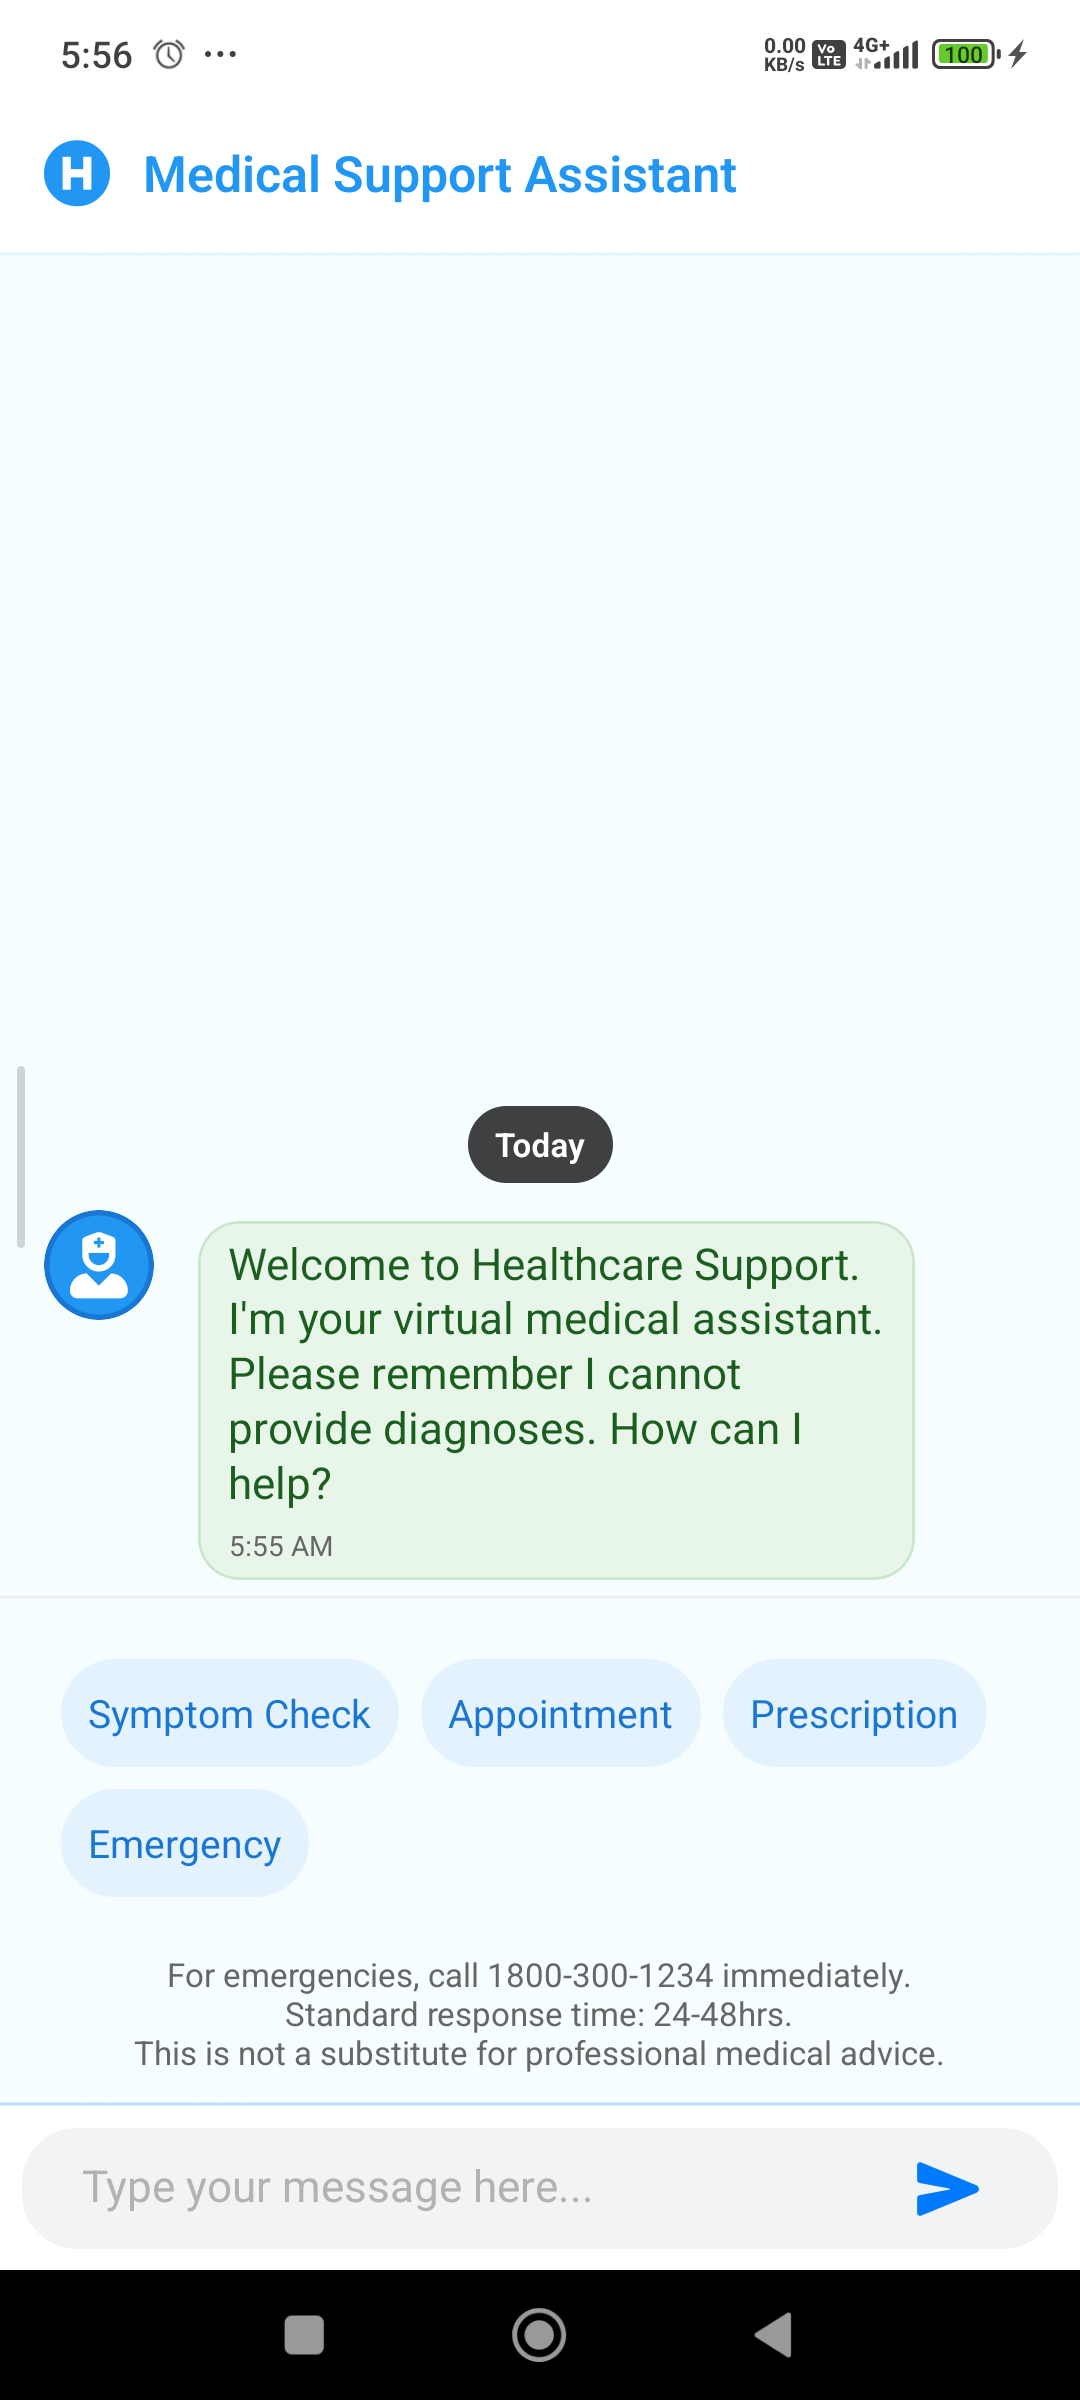 5:56 ...
0.00
KB/s
Vo
LTE
4G+
100
H Medical Support Assistant
Today
Welcome to Healthcare Support.
I'm your virtual medical assistant.
Please remember I cannot
provide diagnoses. How can I
help?
5:55 AM
Symptom Check Appointment Prescription
Emergency
For emergencies, call 1800-300-1234 immediately.
Standard response time: 24-48hrs.
This is not a substitute for professional medical advice.
Type your message here...